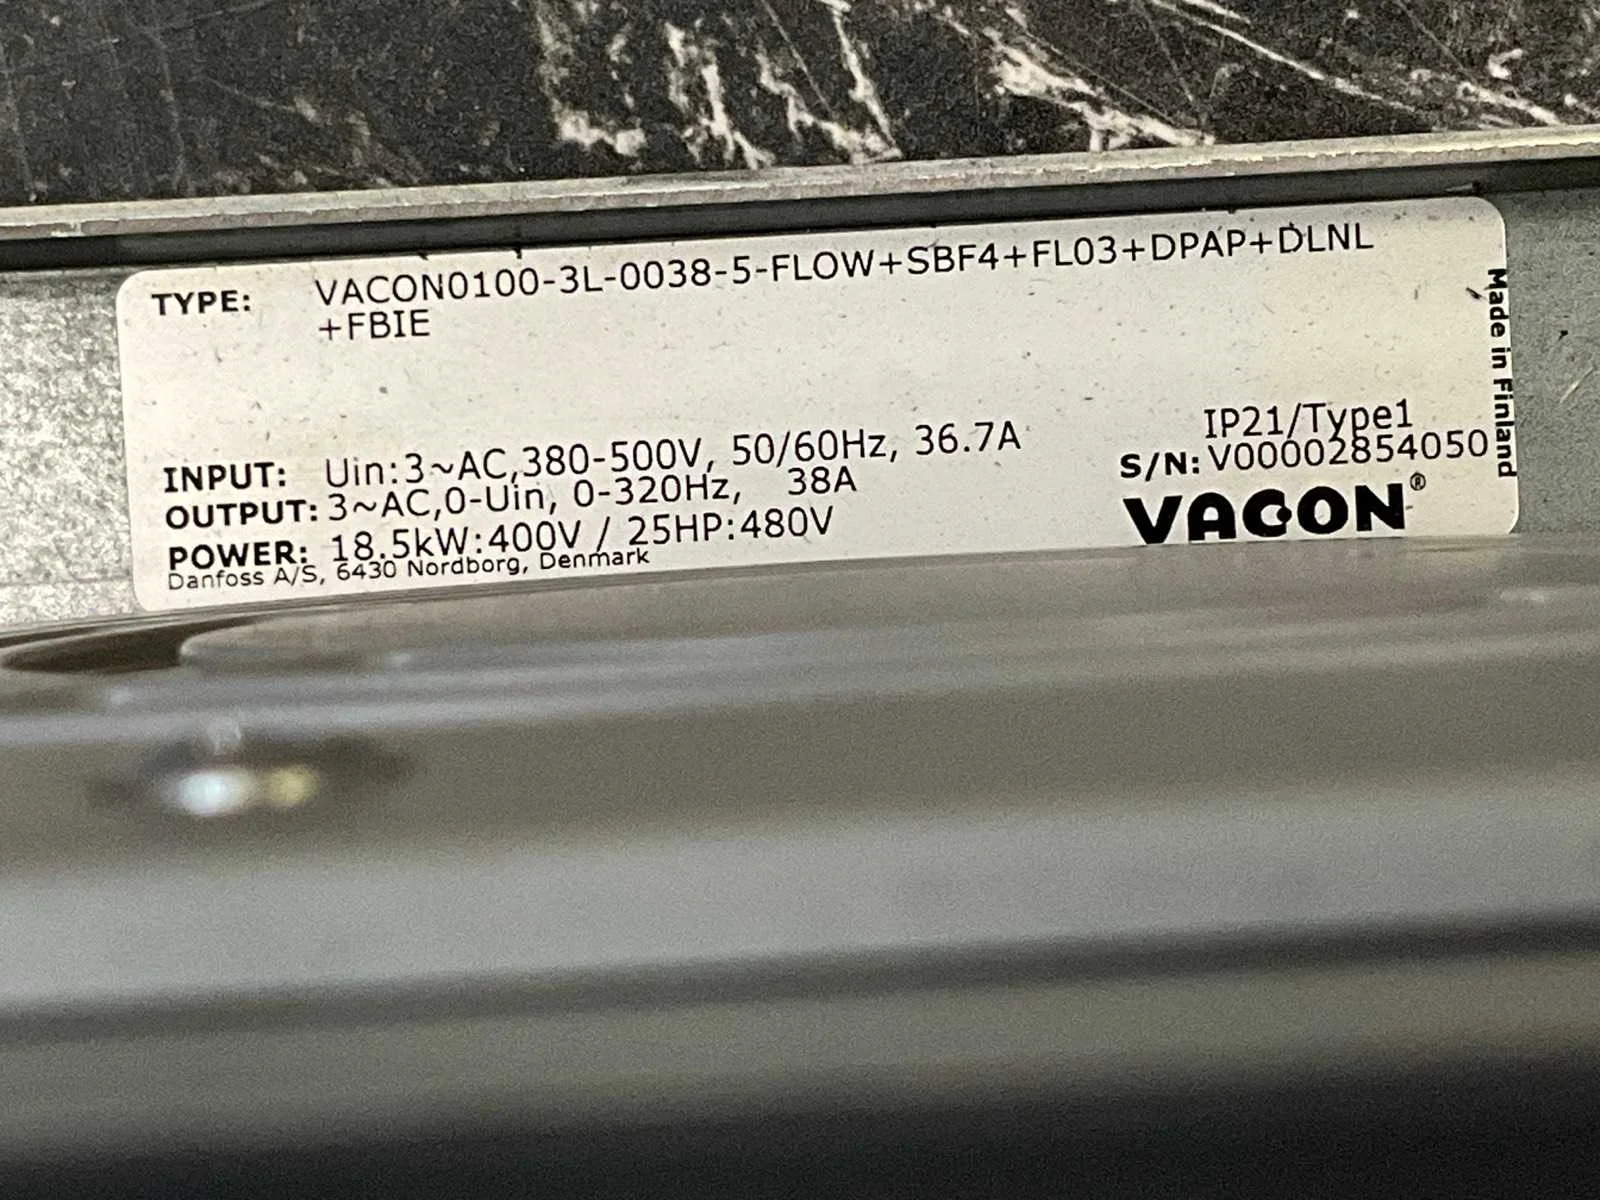 TYPE: VACON0100-3L-0038-5-FLOW+SBF4+FL03+DPAP+DLNL
+FBIE
INPUT: Uin:3~AC,380-500V, 50/60Hz, 36.7A
OUTPUT: 3~AC,0-Uin, 0-320Hz, 38A
POWER: 18.5kW:400V / 25HP:480V
Danfoss A/S, 6430 Nordborg, Denmark
IP21/Type1
S/N: V00002854050
VACON®
Made in Finland